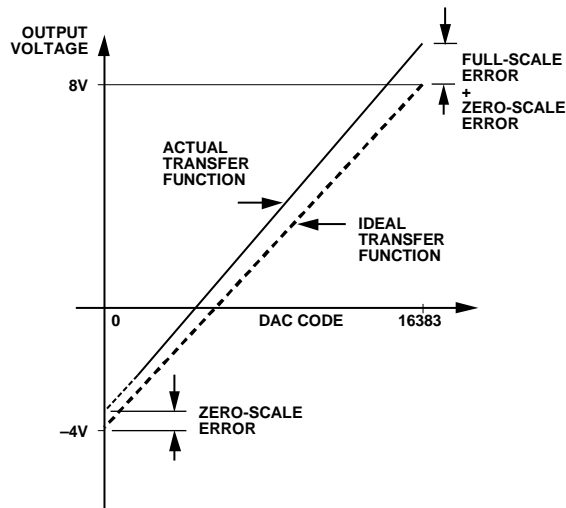 OUTPUT
VOLTAGE
8V
FULL-SCALE
ERROR
+
ZERO-SCALE
ERROR
ACTUAL
TRANSFER
FUNCTION
IDEAL
TRANSFER
FUNCTION
0
DAC CODE
16383
ZERO-SCALE
ERROR
–4V